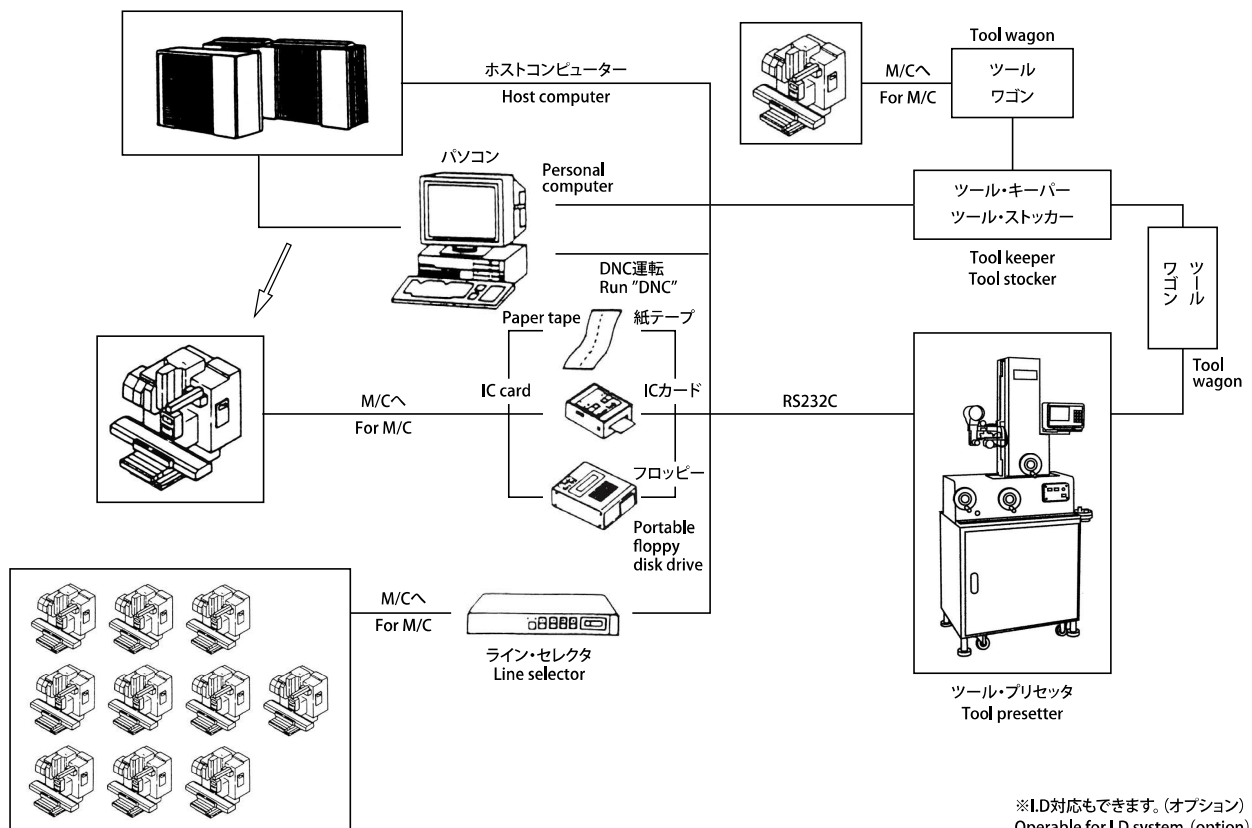 ホストコンピューター
Host computer
Tool wagon
M/Cへ
For M/C
ツール
ワゴン
パソコン
Personal
computer
ツール・キーパー
ツール・ストッカー
Tool keeper
Tool stocker
DNC運転
Run "DNC"
ツール
ワゴン
Tool
wagon
Paper tape
紙テープ
IC card
ICカード
M/Cへ
For M/C
RS232C
フロッピー
Portable
floppy
disk drive
M/Cへ
For M/C
ライン・セレクタ
Line selector
ツール・プリセッタ
Tool presetter
※I.D対応もできます。(オプション)
Operable for I.D system (option)